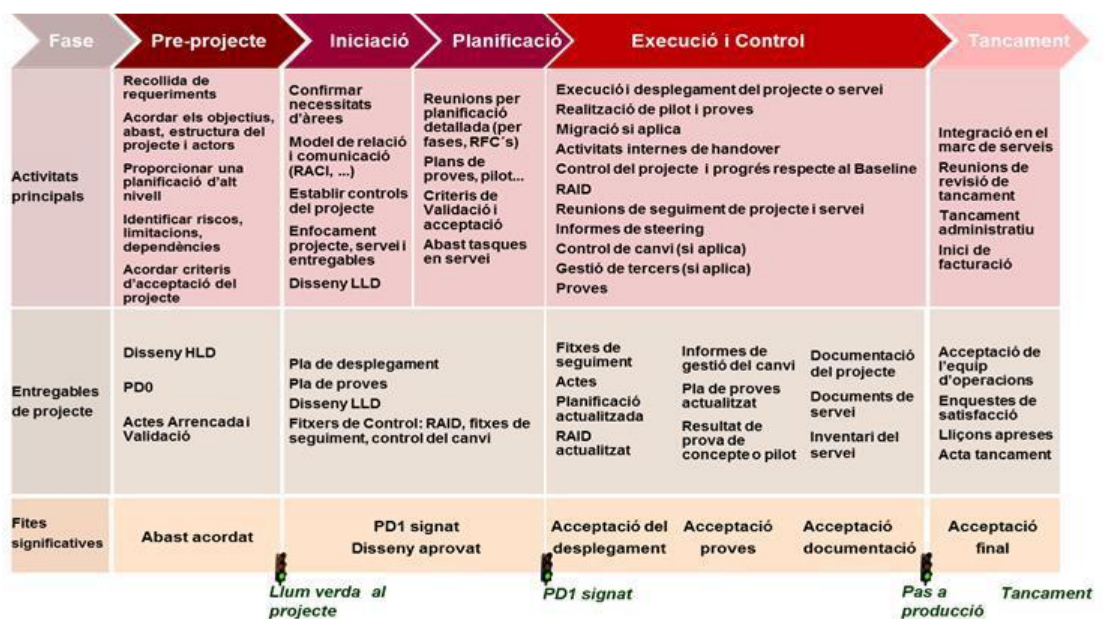 Fase
Pre-projecte
Iniciació
Planificació
Execució i Control
Tancament
Activitats
principals
Recollida de
requeriments
Acordar els objectius,
abast, estructura del
projecte i actors
Proporcionar una
planificació d'alt
nivell
Identificar riscos,
limitacions,
dependències
Acordar criteris
d'acceptació del
projecte
Confirmar
necessitats
d'àrees
Model de relació
i comunicació
(RACI, ...)
Establir controls
del projecte
Enfocament
projecte, servei i
entregables
Disseny LLD
Reunions per
planificació
detallada (per
fases, RFC´s)
Plans de
proves, pilot...
Criteris de
Validació i
acceptació
Abast tasques
en servei
Execució i desplegament del projecte o servei
Realització de pilot i proves
Migració si aplica
Activitats internes de handover
Control del projecte i progrés respecte al Baseline
RAID
Reunions de seguiment de projecte i servei
Informes de steering
Control de canvi (si aplica)
Gestió de tercers (si aplica)
Proves
Integració en el
marc de serveis
Reunions de
revisió de
tancament
Tancament
administratiu
Inici de
facturació
Entregables
de projecte
Disseny HLD
PD0
Actes Arrencada i
Validació
Pla de desplegament
Pla de proves
Disseny LLD
Fitxers de Control: RAID, fitxes de
seguiment, control del canvi
Fitxes de
seguiment
Actes
Planificació
actualitzada
RAID
actualitzat
Informes de
gestió del canvi
Pla de proves
actualitzat
Resultat de
prova de
concepte o pilot
Documentació
del projecte
Documents de
servei
Inventari del
servei
Acceptació de
l'equip
d'operacions
Enquestes de
satisfacció
Lliçons apreses
Acta tancament
Fites
significatives
Abast acordat
PD1 signat
Disseny aprovat
Acceptació del
desplegament
Acceptació
proves
Acceptació
documentació
Acceptació
final
Llum verda al
projecte
PD1 signat
Pas a
producció
Tancament